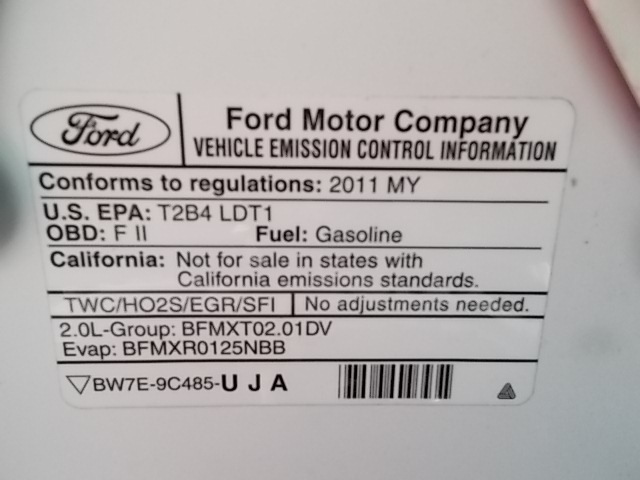 Ford
Ford Motor Company
VEHICLE EMISSION CONTROL INFORMATION
Conforms to regulations: 2011 MY
U.S. EPA: T2B4 LDT1
OBD: F II Fuel: Gasoline
California: Not for sale in states with
California emissions standards.
TWC/HO2S/EGR/SFI No adjustments needed.
2.0L-Group: BFMXT02.01DV
Evap: BFMXR0125NBB
BW7E-9C485-U J A